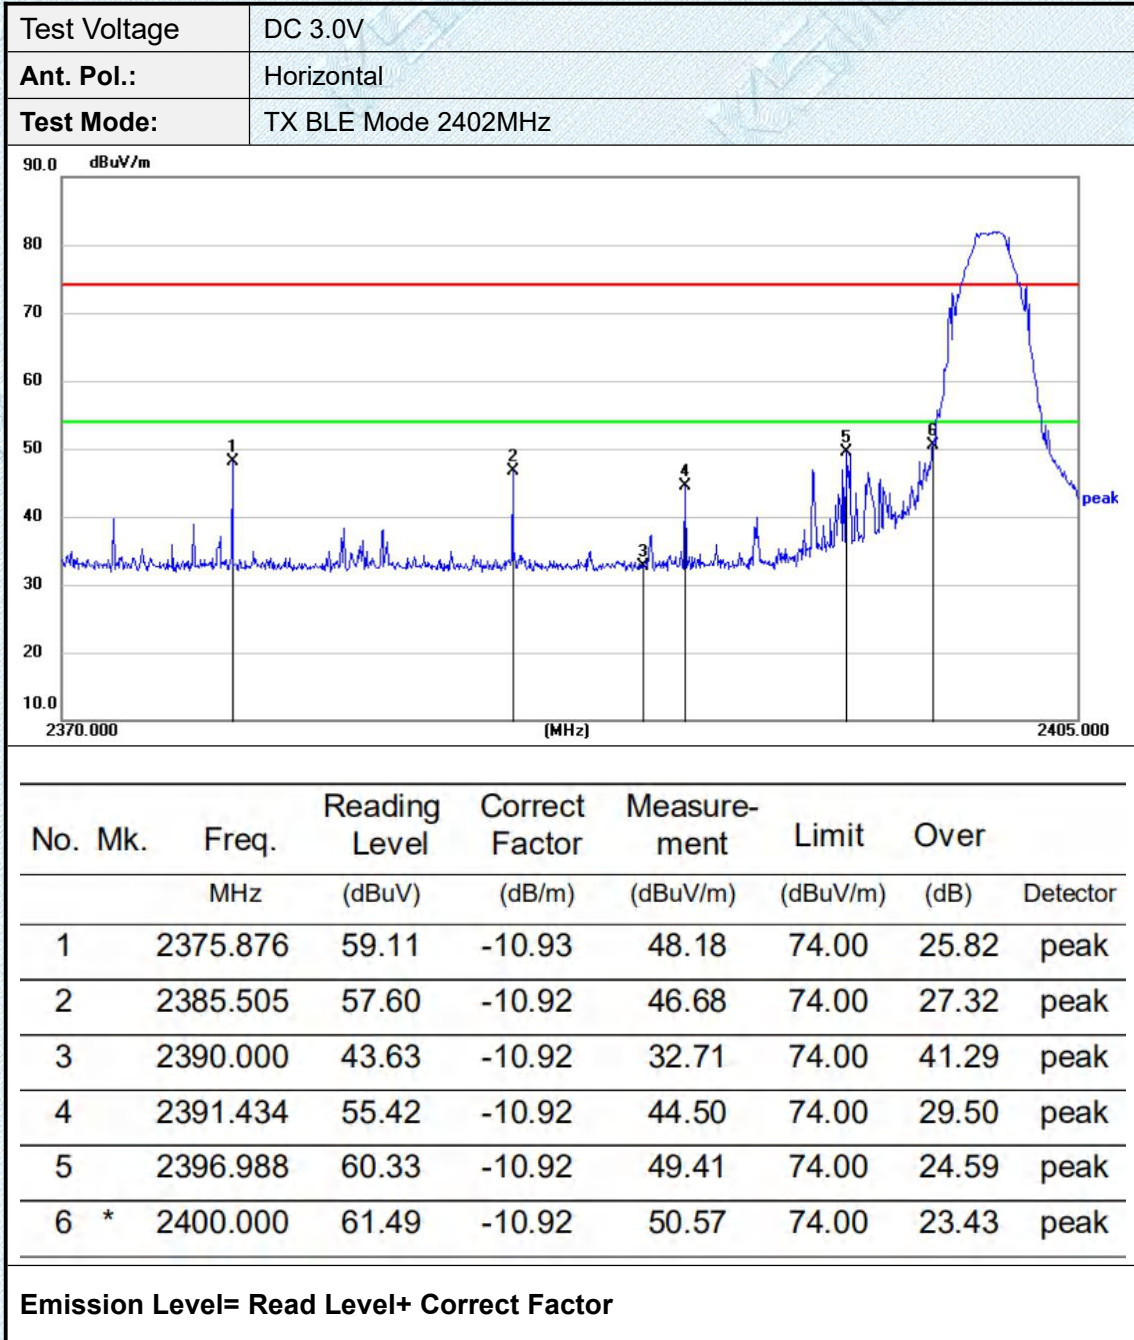 Test Voltage DC 3.0V
Ant. Pol.: Horizontal
Test Mode: TX BLE Mode 2402MHz
90.0 dBuV/m
80
70
60
50
40
30
20
10.0
1
2
3
4
5
6
peak
2370.000 (MHz) 2405.000
No. Mk. Freq. Reading Level Correct Factor Measure-ment Limit Over
MHz (dBuV) (dB/m) (dBuV/m) (dBuV/m) (dB) Detector
1 2375.876 59.11 -10.93 48.18 74.00 25.82 peak
2 2385.505 57.60 -10.92 46.68 74.00 27.32 peak
3 2390.000 43.63 -10.92 32.71 74.00 41.29 peak
4 2391.434 55.42 -10.92 44.50 74.00 29.50 peak
5 2396.988 60.33 -10.92 49.41 74.00 24.59 peak
6 * 2400.000 61.49 -10.92 50.57 74.00 23.43 peak
Emission Level= Read Level+ Correct Factor